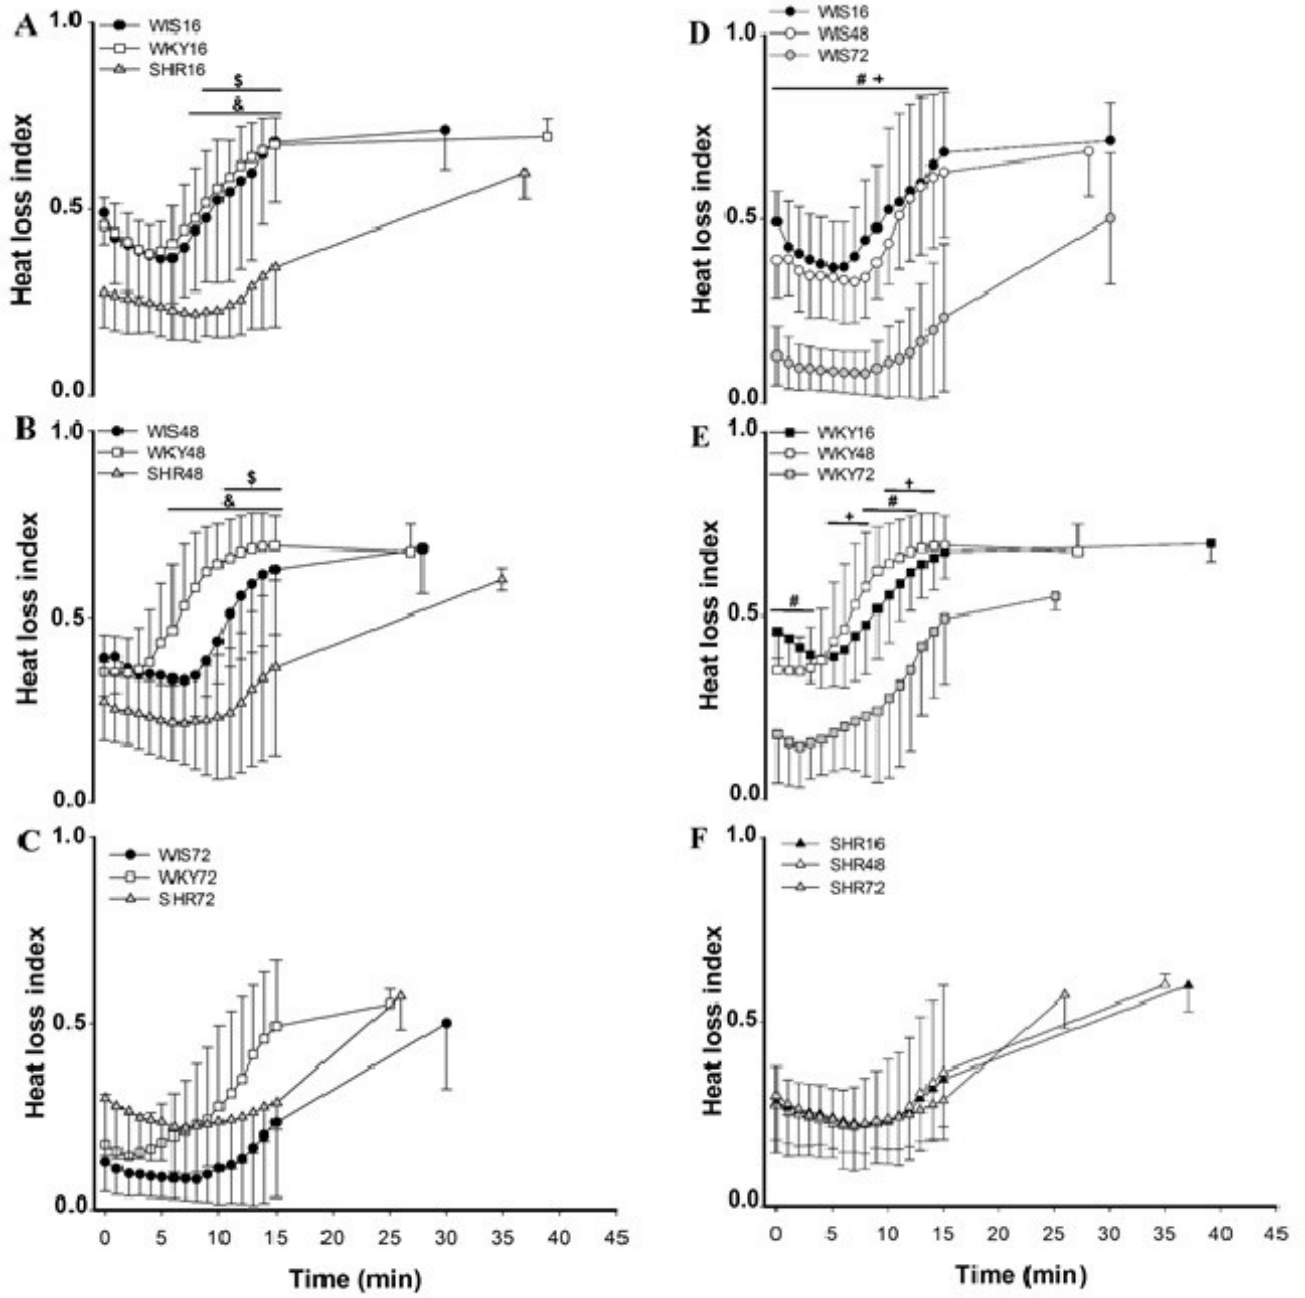 A
1.0
WIS16
WKY16
SHR16
$
&
0.5
0.0
Heat loss index
B
1.0
WIS48
WKY48
SHR48
$
&
0.5
0.0
Heat loss index
C
1.0
WIS72
WKY72
SHR72
0.5
0.0
Heat loss index
0 5 10 15 20 25 30 35 40 45
Time (min)
D
1.0
WIS16
WIS48
WIS72
# +
0.5
0.0
Heat loss index
E
1.0
WKY16
WKY48
WKY72
+
#
+
#
0.5
0.0
Heat loss index
F
1.0
SHR16
SHR48
SHR72
0.5
0.0
Heat loss index
0 5 10 15 20 25 30 35 40 45
Time (min)